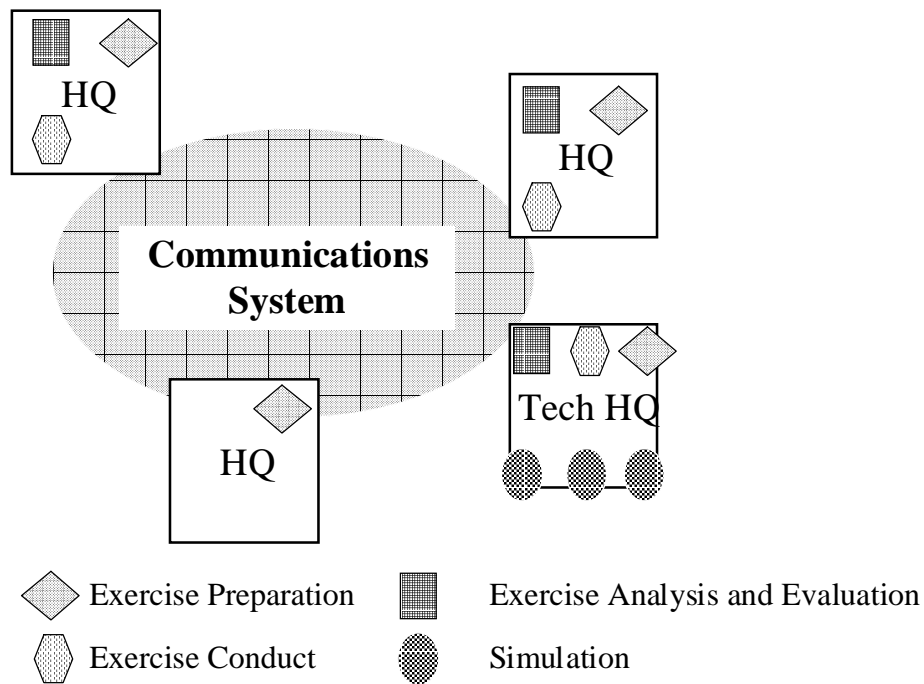 HQ
HQ
Communications
System
Tech HQ
HQ
Exercise Preparation
Exercise Analysis and Evaluation
Exercise Conduct
Simulation